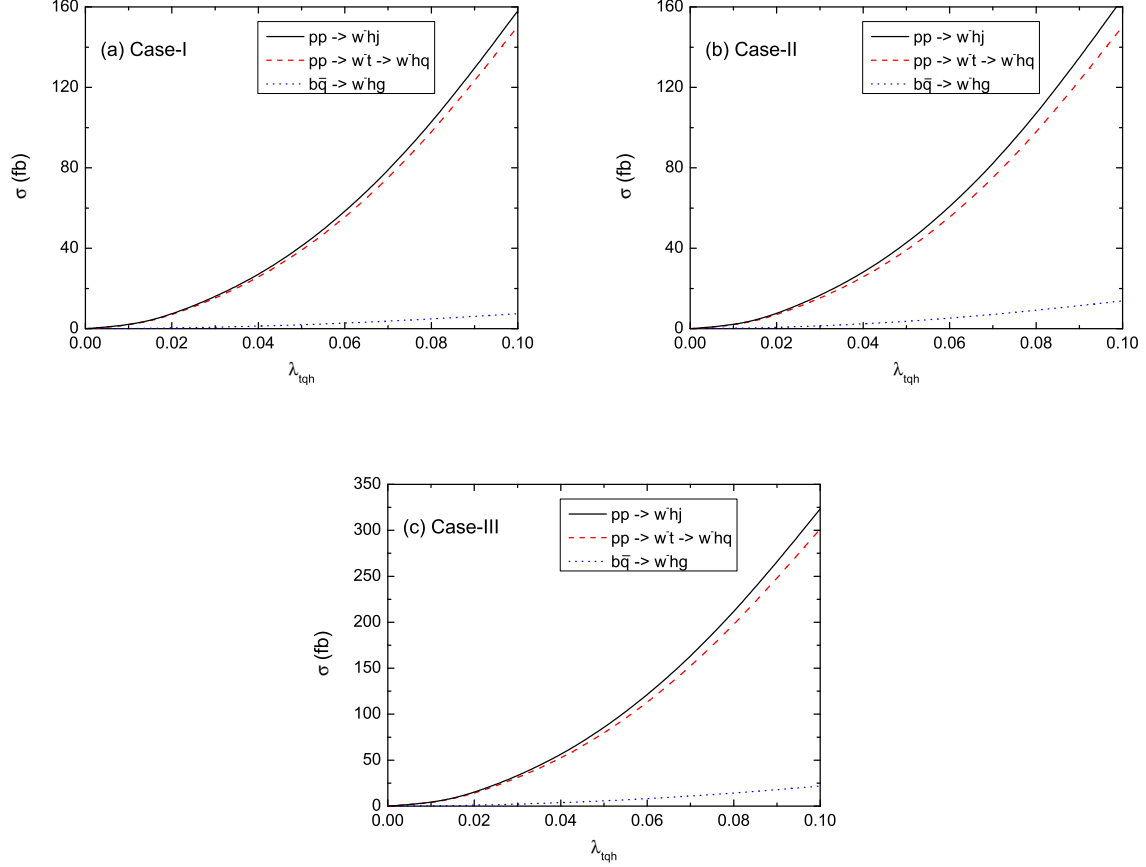 (a) Case-I
pp -> w⁻hj
pp -> w⁻t -> w⁻hq
bq̅ -> w⁻hg
160
120
80
40
0
σ (fb)
0.00 0.02 0.04 0.06 0.08 0.10
λtqh
(b) Case-II
pp -> w⁻hj
pp -> w⁻t -> w⁻hq
bq̅ -> w⁻hg
160
120
80
40
0
σ (fb)
0.00 0.02 0.04 0.06 0.08 0.10
λtqh
(c) Case-III
pp -> w⁻hj
pp -> w⁻t -> w⁻hq
bq̅ -> w⁻hg
350
300
250
200
150
100
50
0
σ (fb)
0.00 0.02 0.04 0.06 0.08 0.10
λtqh